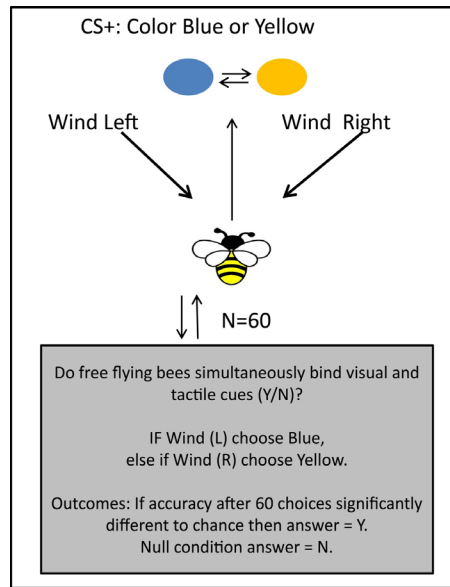 CS+: Color Blue or Yellow
Wind Left
Wind Right
N=60
Do free flying bees simultaneously bind visual and
tactile cues (Y/N)?
IF Wind (L) choose Blue,
else if Wind (R) choose Yellow.
Outcomes: If accuracy after 60 choices significantly
different to chance then answer = Y.
Null condition answer = N.